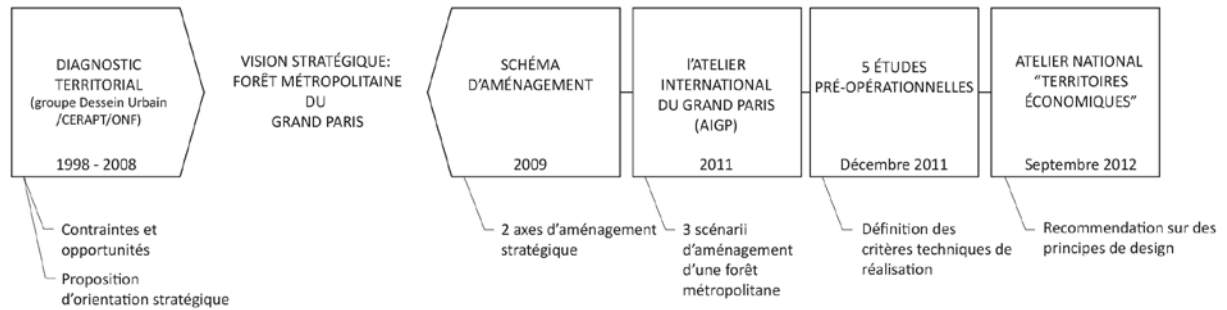 DIAGNOSTIC
TERRITORIAL
(groupe Dessein Urbain
/CERAPT/ONF)
1998 - 2008
Contraintes et
opportunités
Proposition
d'orientation stratégique
VISION STRATÉGIQUE:
FORÊT MÉTROPOLITAINE
DU
GRAND PARIS
SCHÉMA
D'AMÉNAGEMENT
2009
2 axes d'aménagement
stratégique
l'ATELIER
INTERNATIONAL
DU GRAND PARIS
(AIGP)
2011
3 scénarii
d'aménagement
d'une forêt
métropolitane
5 ÉTUDES
PRÉ-OPÉRATIONNELLES
Décembre 2011
Définition des
critères techniques de
réalisation
ATELIER NATIONAL
"TERRITOIRES
ÉCONOMIQUES"
Septembre 2012
Recommendation sur des
principes de design